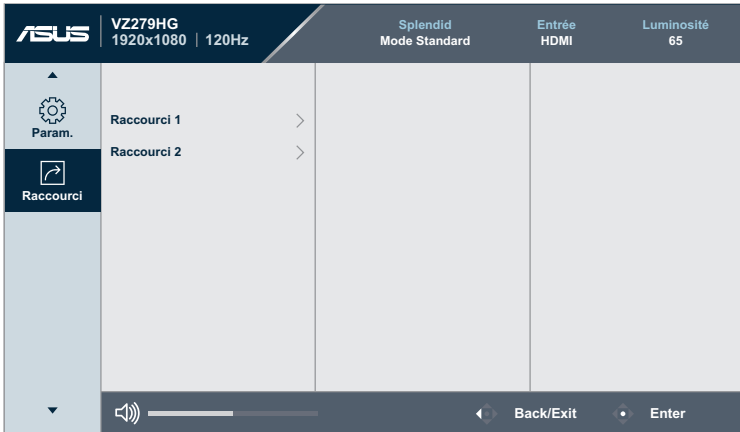 ASUS
VZ279HG
1920x1080 | 120Hz
Splendid
Mode Standard
Entrée
HDMI
Luminosité
65
Param.
Raccourci
Raccourci 1
Raccourci 2
Back/Exit
Enter